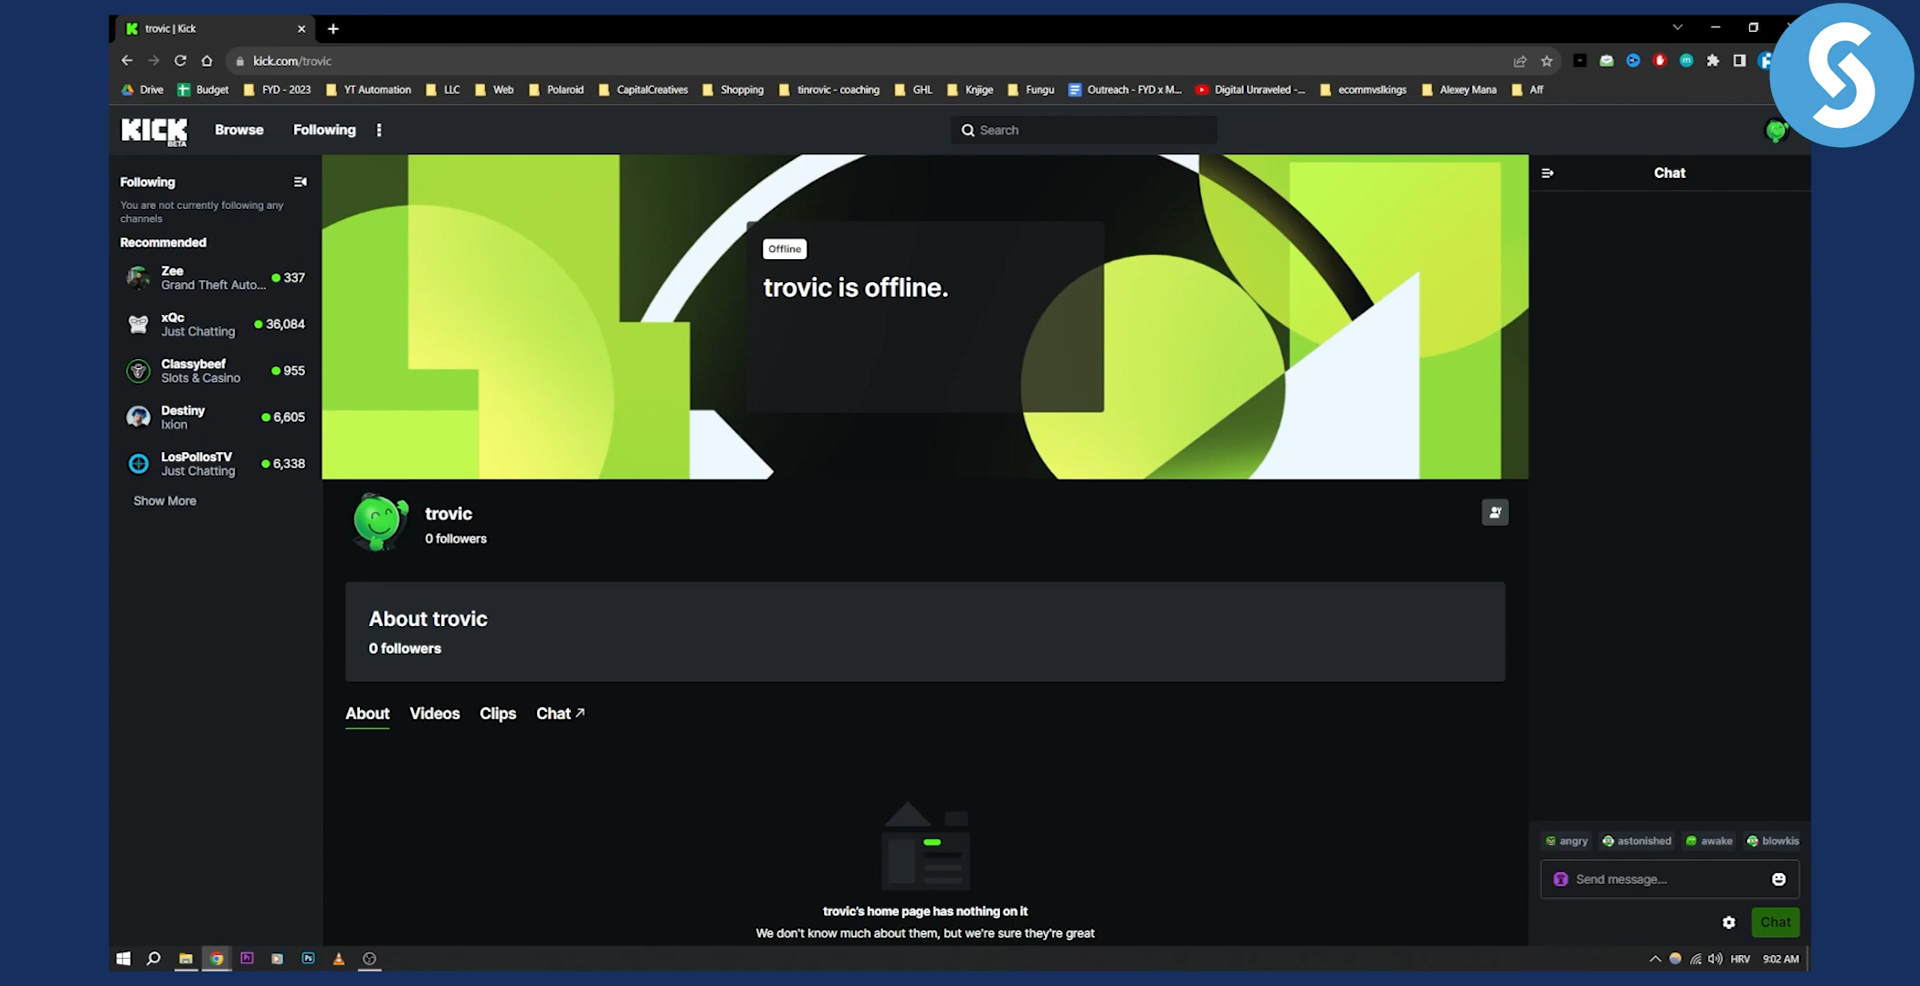 trovic | Kick
kick.com/trovic
Drive Budget FYD - 2023 YT Automation LLC Web Polaroid CapitalCreatives Shopping tinrovic - coaching GHL Knjige Fungu Outreach - FYD x M... Digital Unraveled -... ecommvslkings Alexey Mana Aff
KICK BETA Browse Following Search
Following
You are not currently following any
channels
Recommended
Zee
Grand Theft Auto... 337
xQc
Just Chatting 36,084
Classybeef
Slots & Casino 955
Destiny
Ixion 6,605
LosPollosTV
Just Chatting 6,338
Show More
Offline
trovic is offline.
trovic
0 followers
About trovic
0 followers
About Videos Clips Chat
trovic's home page has nothing on it
We don't know much about them, but we're sure they're great
Chat
angry astonished awake blowkis
Send message...
Chat
HRV 9:02 AM